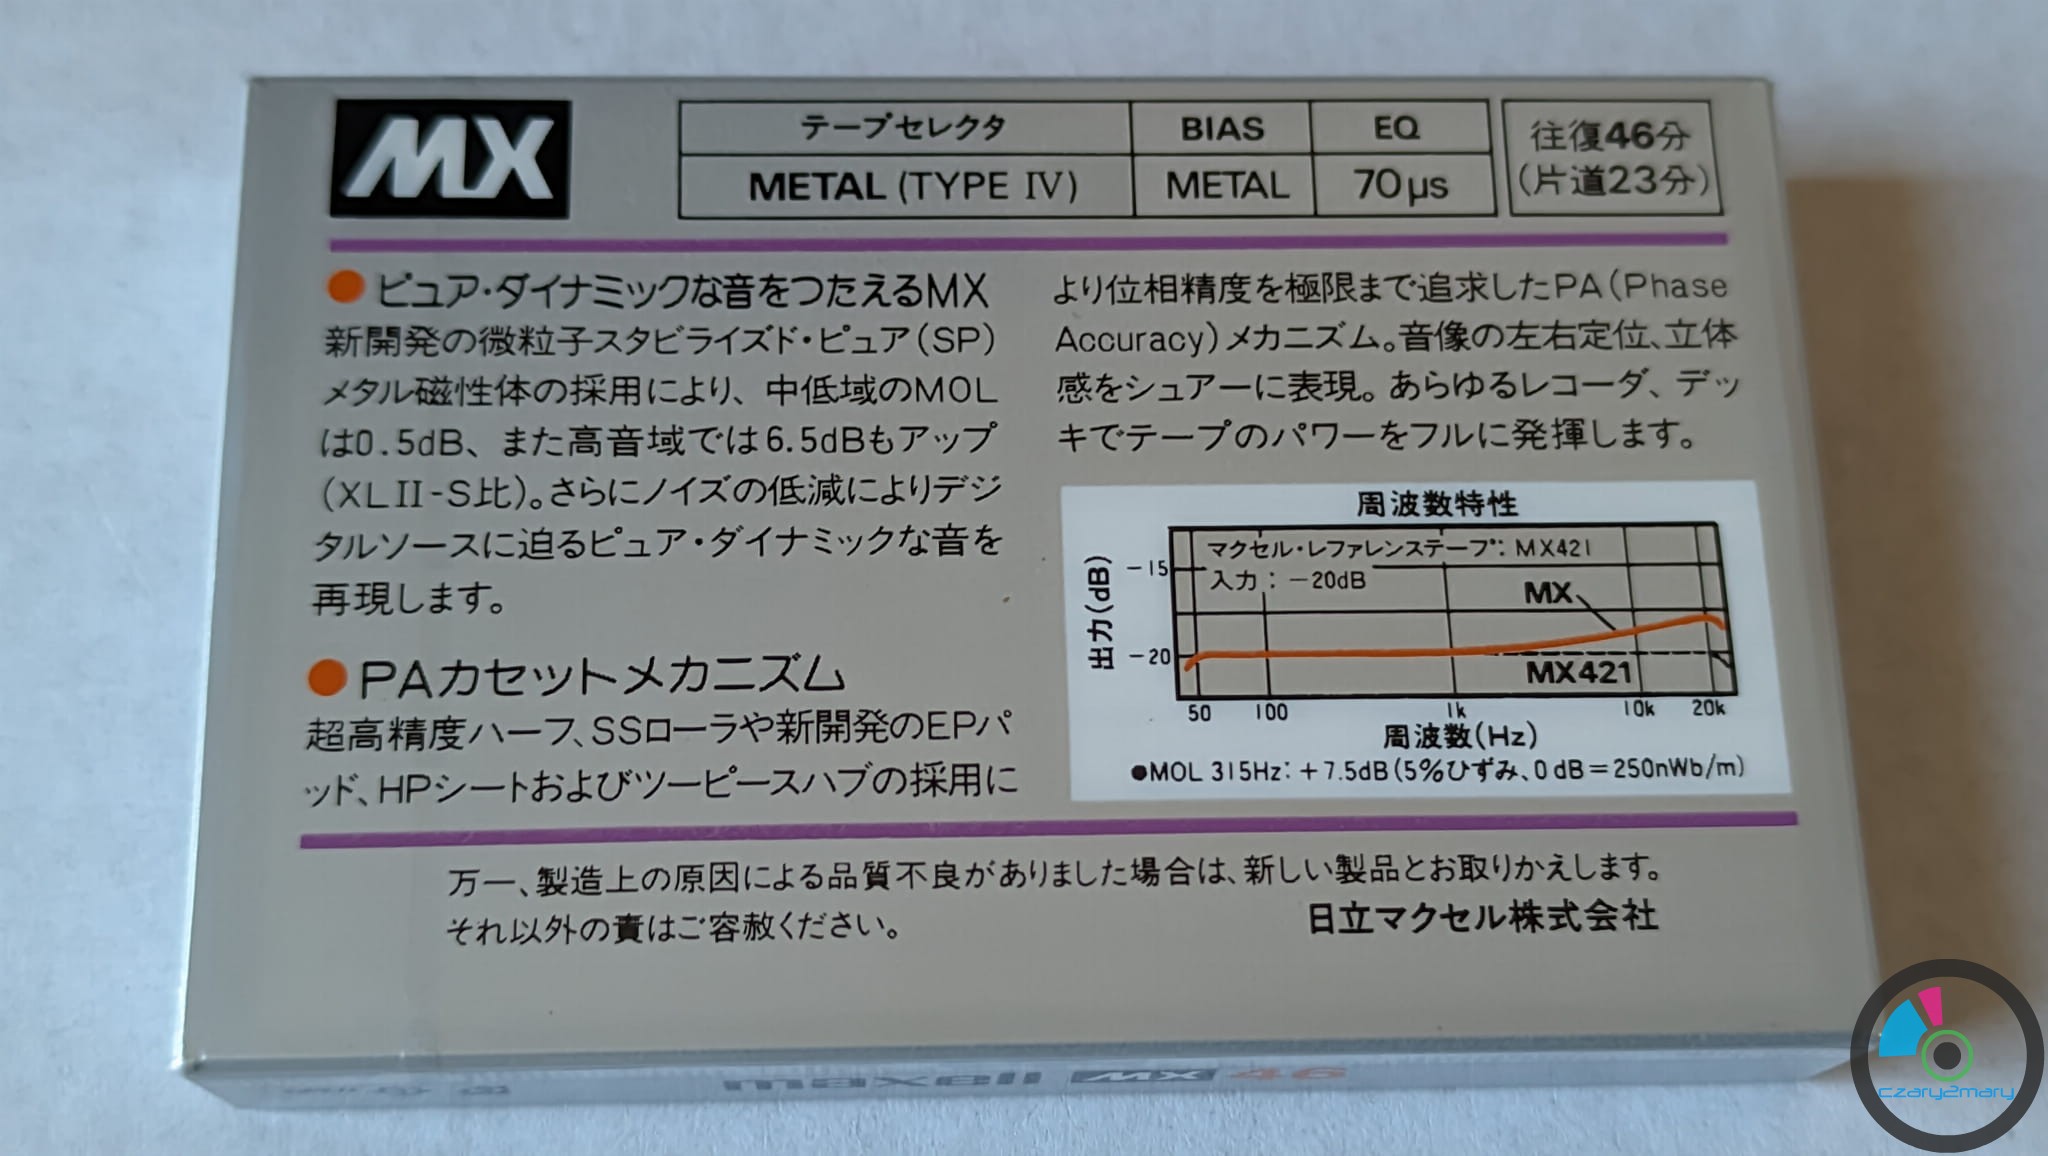 MX
テープセレクタ BIAS EQ
METAL (TYPE IV) METAL 70μs
往復46分
(片道23分)
●ピュア・ダイナミックな音をつたえるMX
新開発の微粒子スタビライズド・ピュア(SP)
メタル磁性体の採用により、中低域のMOL
は0.5dB、また高音域では6.5dBもアップ
(XLII-S比)。さらにノイズの低減によりデジ
タルソースに迫るピュア・ダイナミックな音を
再現します。
●PAカセットメカニズム
超高精度ハーフ、SSローラや新開発のEPパ
ッド、HPシートおよびツーピースハブの採用に
より位相精度を極限まで追求したPA(Phase
Accuracy)メカニズム。音像の左右定位、立体
感をシュアーに表現。あらゆるレコーダ、デッ
キでテープのパワーをフルに発揮します。
周波数特性
マクセル・レファレンステープ: MX421
入力: -20dB
MX
MX421
出力(dB)
-15
-20
50 100 1k 10k 20k
周波数(Hz)
●MOL 315Hz: +7.5dB(5%ひずみ、0dB=250nWb/m)
万一、製造上の原因による品質不良がありました場合は、新しい製品とお取りかえします。
それ以外の責はご容赦ください。
日立マクセル株式会社
maxell MX 46
czary2mary